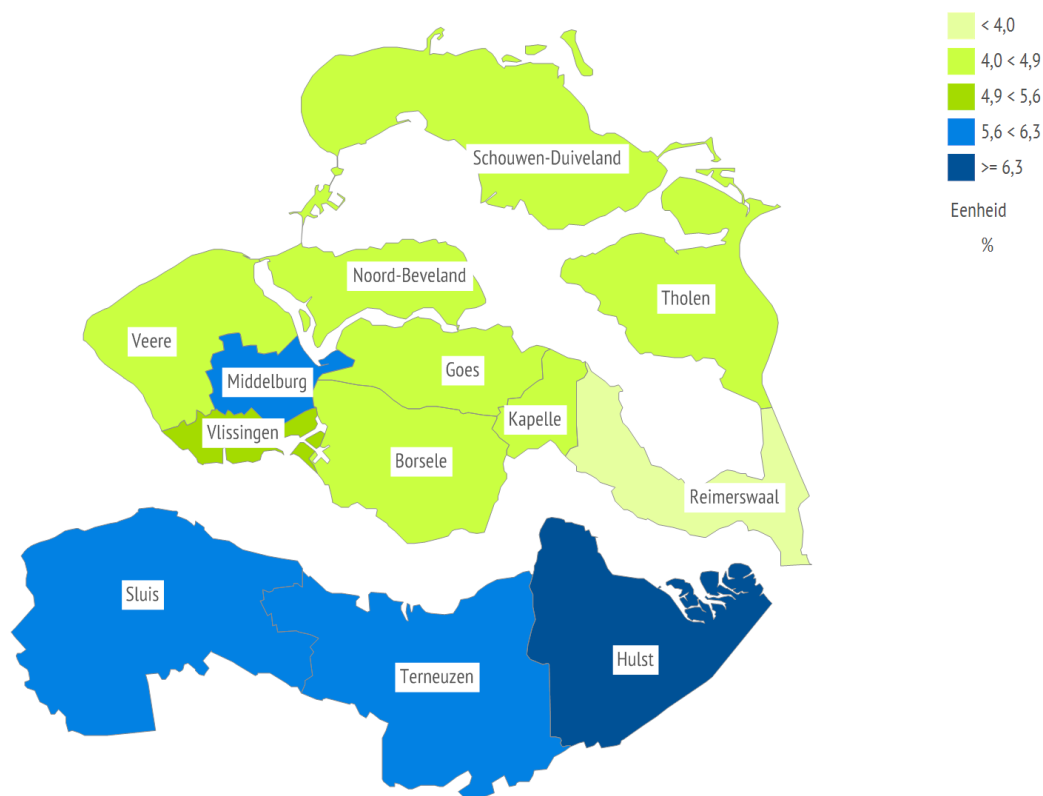 < 4,0
4,0 < 4,9
4,9 < 5,6
5,6 < 6,3
>= 6,3
Eenheid
%
Schouwen-Duiveland
Noord-Beveland
Tholen
Veere
Goes
Middelburg
Kapelle
Vlissingen
Borsele
Reimerswaal
Sluis
Hulst
Terneuzen